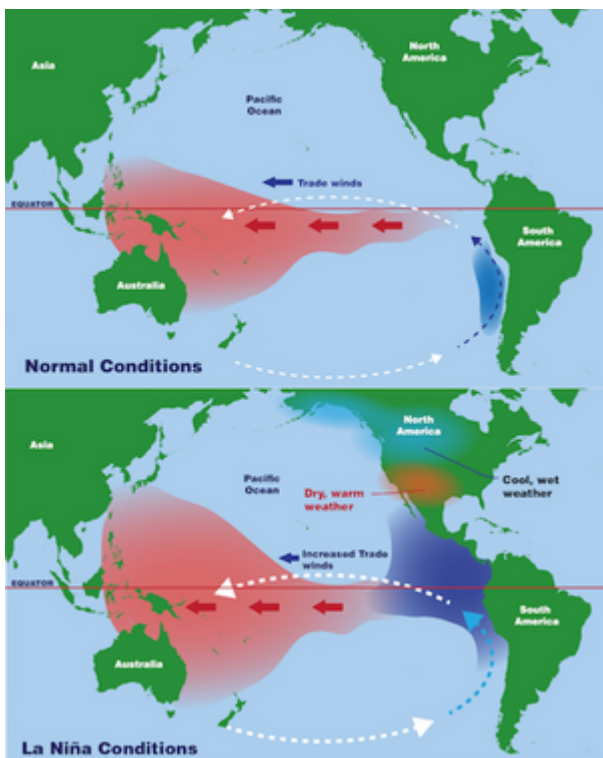 Asia
North
America
Pacific
Ocean
Trade winds
EQUATOR
South
America
Australia
Normal Conditions
Asia
North
America
Cool, wet
weather
Pacific
Ocean
Dry, warm
weather
Increased Trade
winds
EQUATOR
South
America
Australia
La Niña Conditions